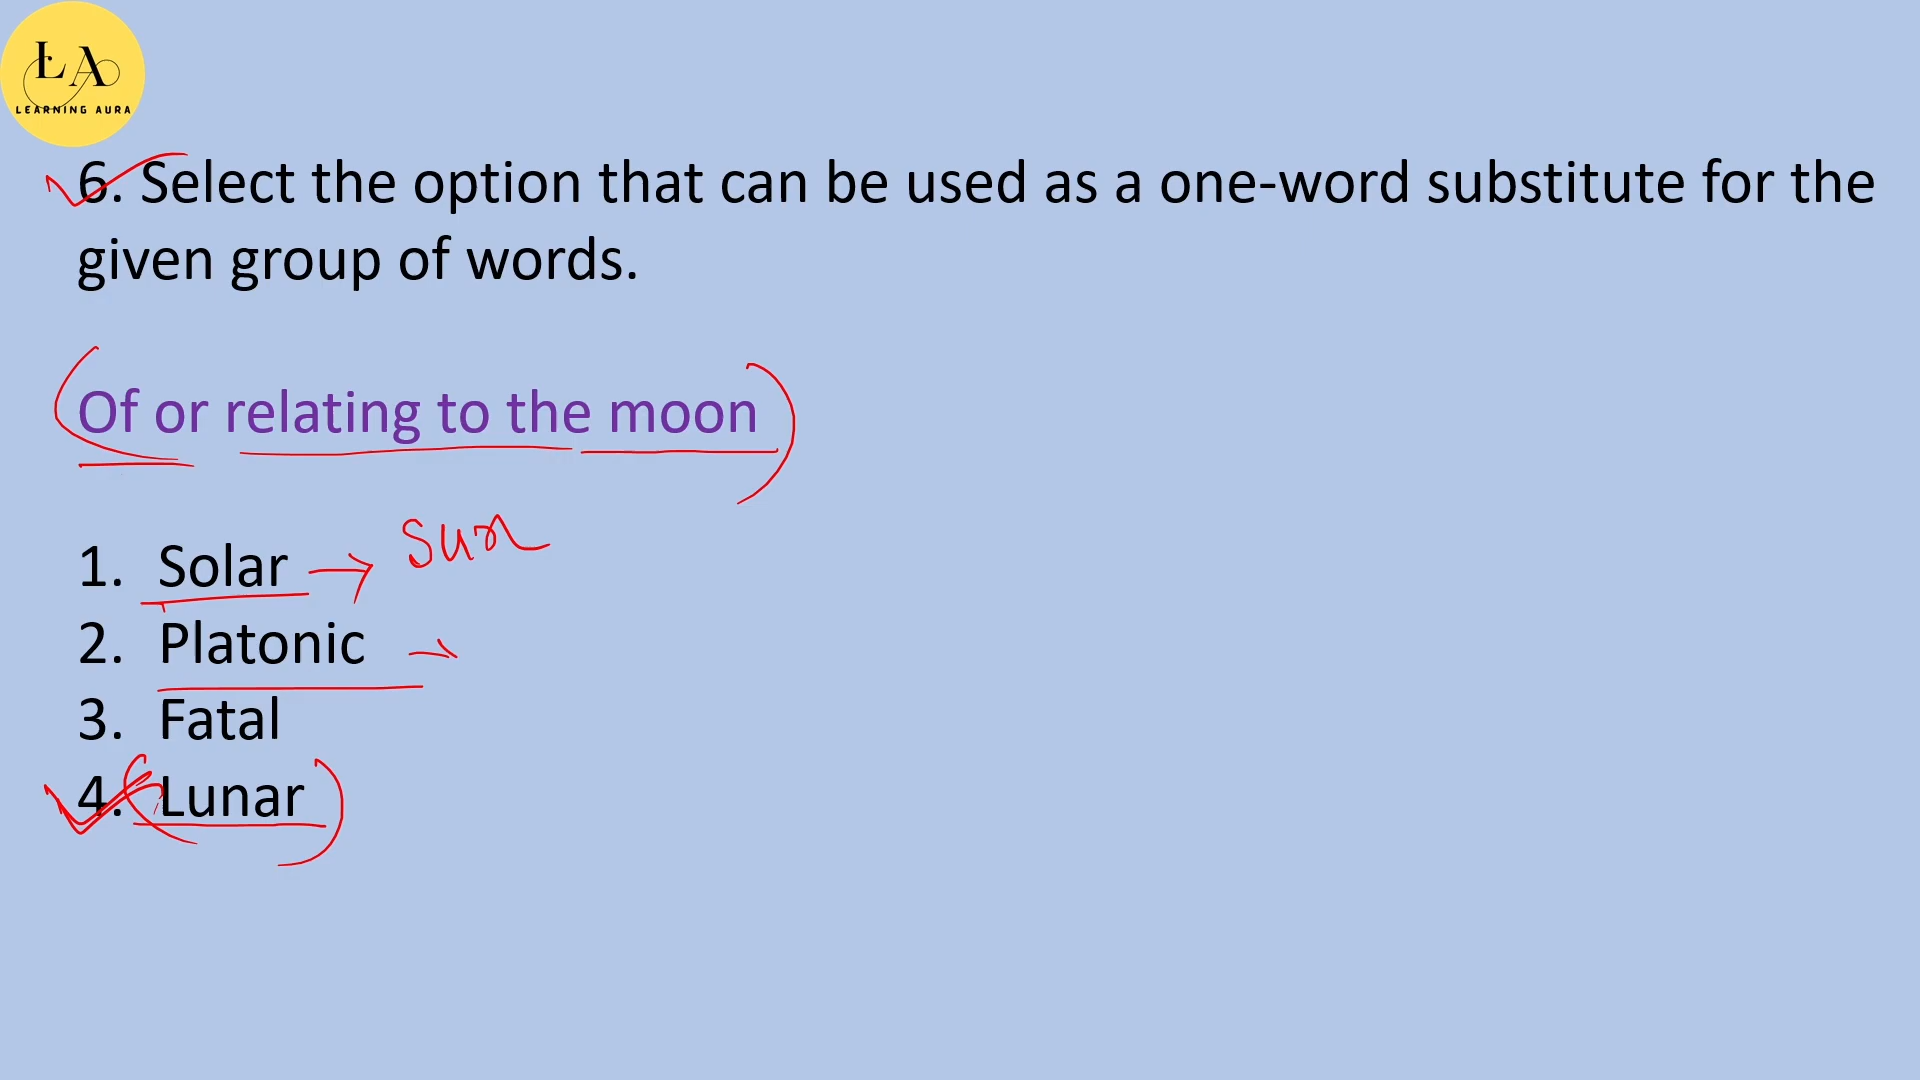 LA
LEARNING AURA
6. Select the option that can be used as a one-word substitute for the
given group of words.
Of or relating to the moon
1. Solar → Sun
2. Platonic →
3. Fatal
4. Lunar